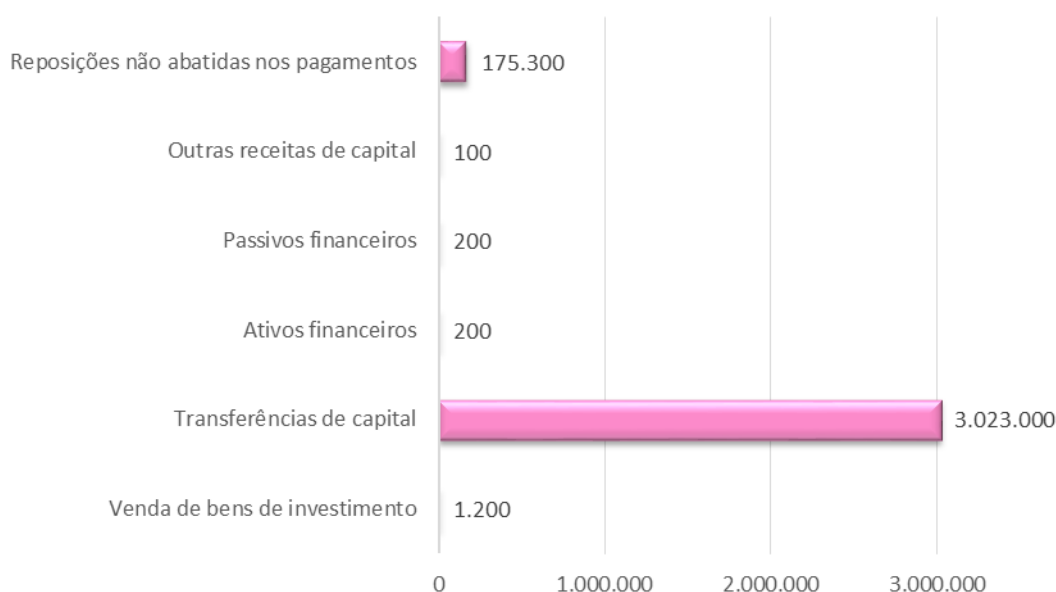 Reposições não abatidas nos pagamentos 175.300
Outras receitas de capital 100
Passivos financeiros 200
Ativos financeiros 200
Transferências de capital 3.023.000
Venda de bens de investimento 1.200
0 1.000.000 2.000.000 3.000.000